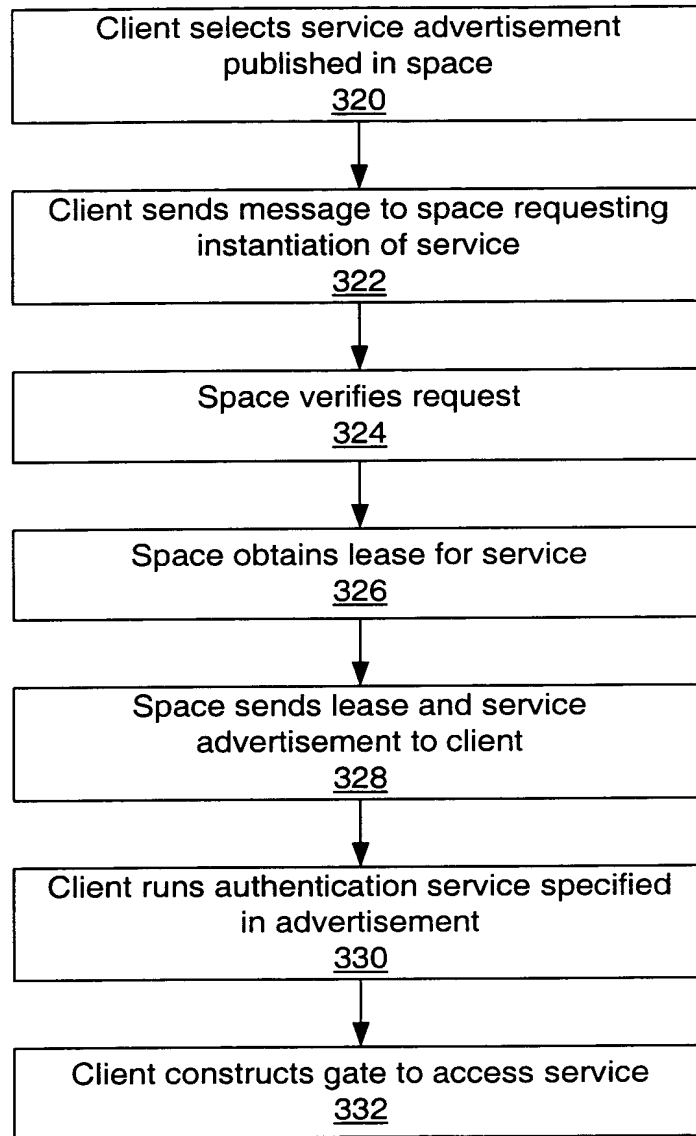 Client selects service advertisement
published in space
320
Client sends message to space requesting
instantiation of service
322
Space verifies request
324
Space obtains lease for service
326
Space sends lease and service
advertisement to client
328
Client runs authentication service specified
in advertisement
330
Client constructs gate to access service
332